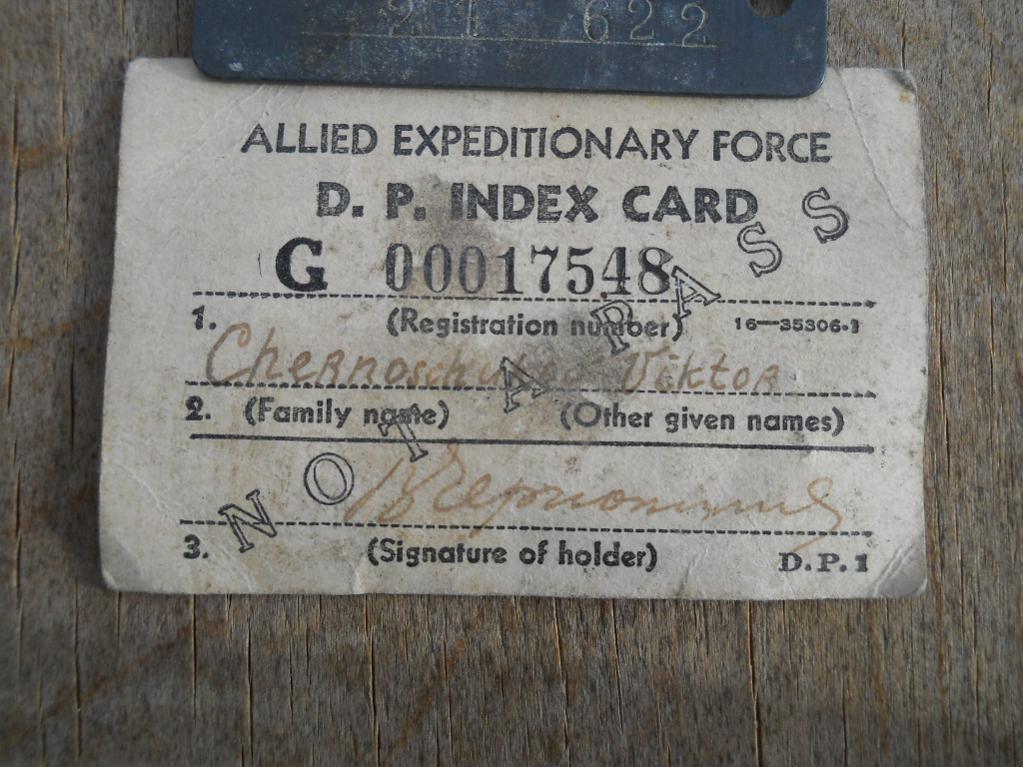 21 622
ALLIED EXPEDITIONARY FORCE
D. P. INDEX CARD
G 00017548
1. (Registration number) 16—35306-1
Viktor
2. (Family name) (Other given names)
3. (Signature of holder) D.P.1
NOT A PASS